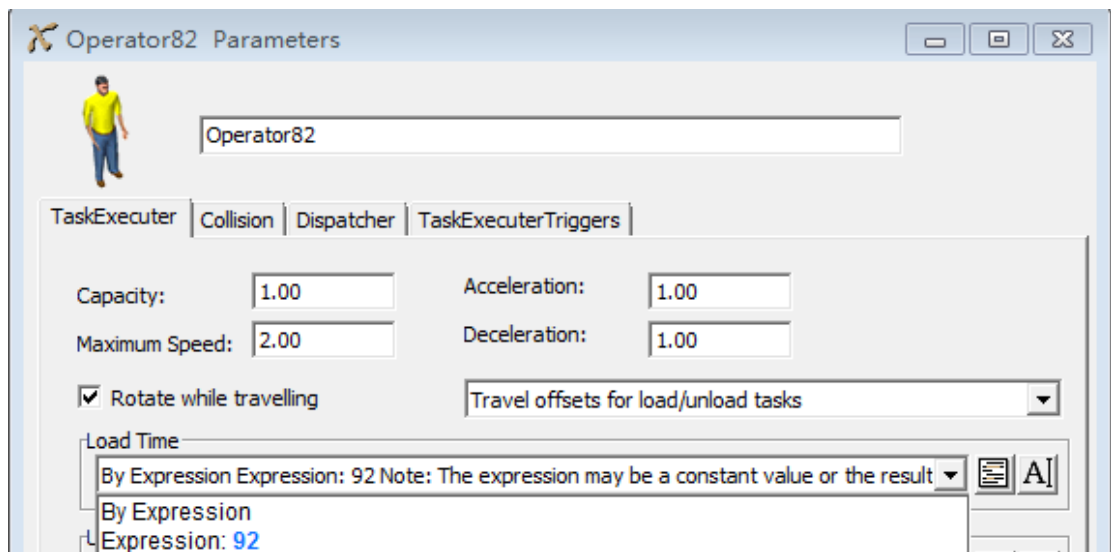 Operator82 Parameters
Operator82
TaskExecuter Collision Dispatcher TaskExecuterTriggers
Capacity: 1.00 Acceleration: 1.00
Maximum Speed: 2.00 Deceleration: 1.00
Rotate while travelling Travel offsets for load/unload tasks
Load Time
By Expression Expression: 92 Note: The expression may be a constant value or the result
By Expression
Expression: 92